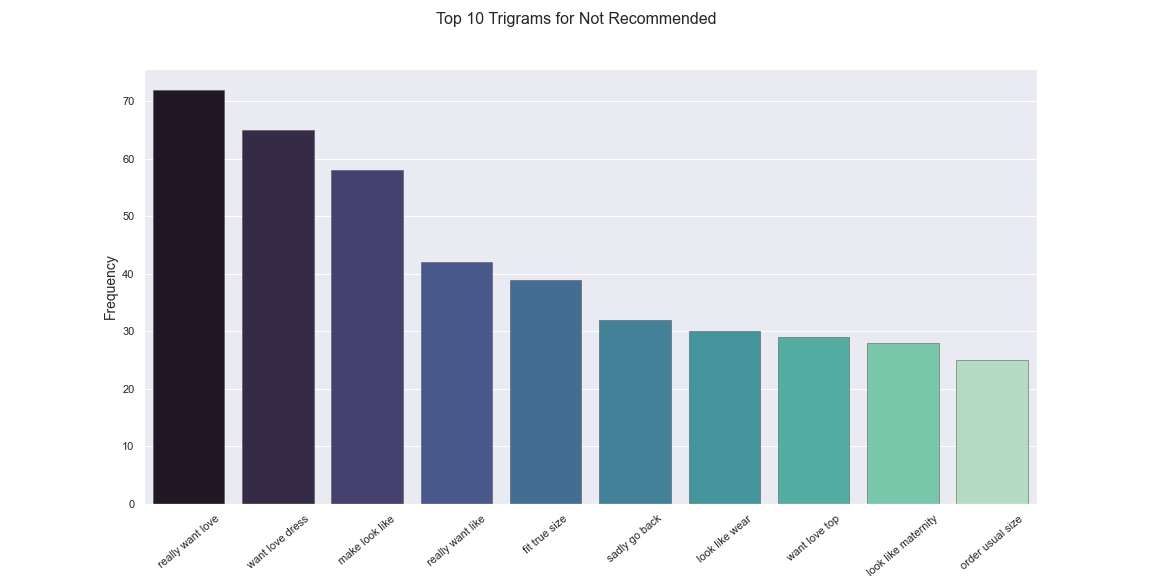 Top 10 Trigrams for Not Recommended
Frequency
70
60
50
40
30
20
10
0
really want love
want love dress
make look like
really want like
fit true size
sadly go back
look like wear
want love top
look like maternity
order usual size